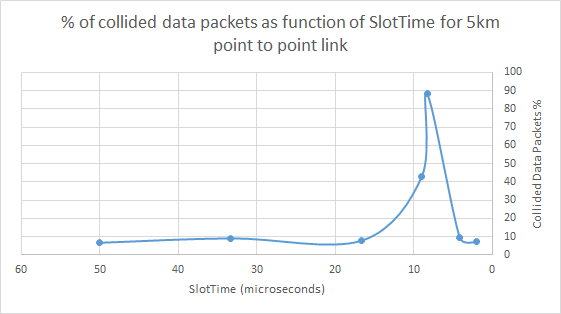 % of collided data packets as function of SlotTime for 5km
point to point link
100
90
80
70
60
50
40
30
20
10
0
Collided Data Packets %
60 50 40 30 20 10 0
SlotTime (microseconds)